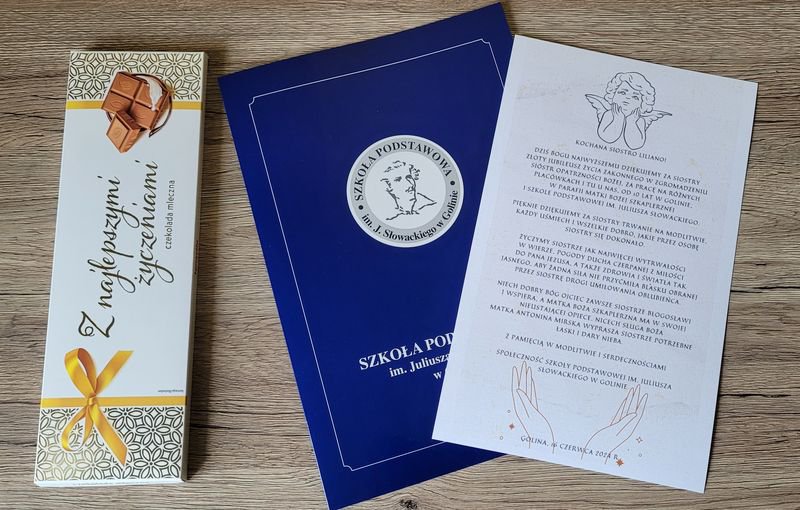 Z najlepszymi
życzeniami
czekolada mleczna
SZKOŁA PODSTAWOWA
im. J. Słowackiego w Golinie
SZKOŁA POD
im. Juliusza
w
KOCHANA SIOSTRO LILIANO!
DZIŚ BOGU NAJWYŻSZEMU DZIĘKUJEMY ZA SIOSTRY
ZŁOTY JUBILEUSZ ŻYCIA ZAKONNEGO W ZGROMADZENIU
SIÓSTR OPATRZNOŚCI BOŻEJ, ZA PRACĘ NA RÓŻNYCH
PLACÓWKACH I TU U NAS, OD 10 LAT W GOLINIE,
W PARAFII MATKI BOŻEJ SZKAPLERZNEJ
I SZKOLE PODSTAWOWEJ IM. JULIUSZA SŁOWACKIEGO.
PIĘKNIE DZIĘKUJEMY ZA SIOSTRY TRWANIE NA MODLITWIE,
KAŻDY UŚMIECH I WSZELKIE DOBRO, JAKIE PRZEZ OSOBĘ
SIOSTRY SIĘ DOKONAŁO.
ŻYCZYMY SIOSTRZE JAK NAJWIĘCEJ WYTRWAŁOŚCI
W WIERZE, POGODY DUCHA CZERPANEJ Z MIŁOŚCI
DO PANA JEZUSA, A TAKŻE ZDROWIA I ŚWIATŁA TAK
JASNEGO, ABY ŻADNA SIŁA NIE PRZYĆMIŁA BLASKU OBRANEJ
PRZEZ SIOSTRĘ DROGI UMIŁOWANIA OBLUBIEŃCA.
NIECH DOBRY BÓG OJCIEC ZAWSZE SIOSTRZE BŁOGOSŁAWI
I WSPIERA, A MATKA BOŻA SZKAPLERZNA MA W SWOJEJ
NIEUSTAJĄCEJ OPIECE. NIECH SŁUGA BOŻA
MATKA ANTONINA MIRSKA WYPRASZA SIOSTRZE POTRZEBNE
ŁASKI I DARY NIEBA.
Z PAMIĘCIĄ W MODLITWIE I SERDECZNOŚCIAMI
SPOŁECZNOŚĆ SZKOŁY PODSTAWOWEJ IM. JULIUSZA
SŁOWACKIEGO W GOLINIE
GOLINA, 16 CZERWCA 2024 R.